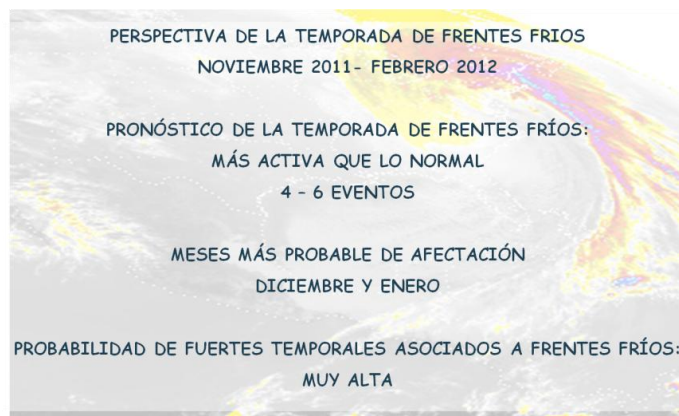 PERSPECTIVA DE LA TEMPORADA DE FRENTES FRIOS
NOVIEMBRE 2011- FEBRERO 2012
PRONÓSTICO DE LA TEMPORADA DE FRENTES FRÍOS:
MÁS ACTIVA QUE LO NORMAL
4 - 6 EVENTOS
MESES MÁS PROBABLE DE AFECTACIÓN
DICIEMBRE Y ENERO
PROBABILIDAD DE FUERTES TEMPORALES ASOCIADOS A FRENTES FRÍOS:
MUY ALTA